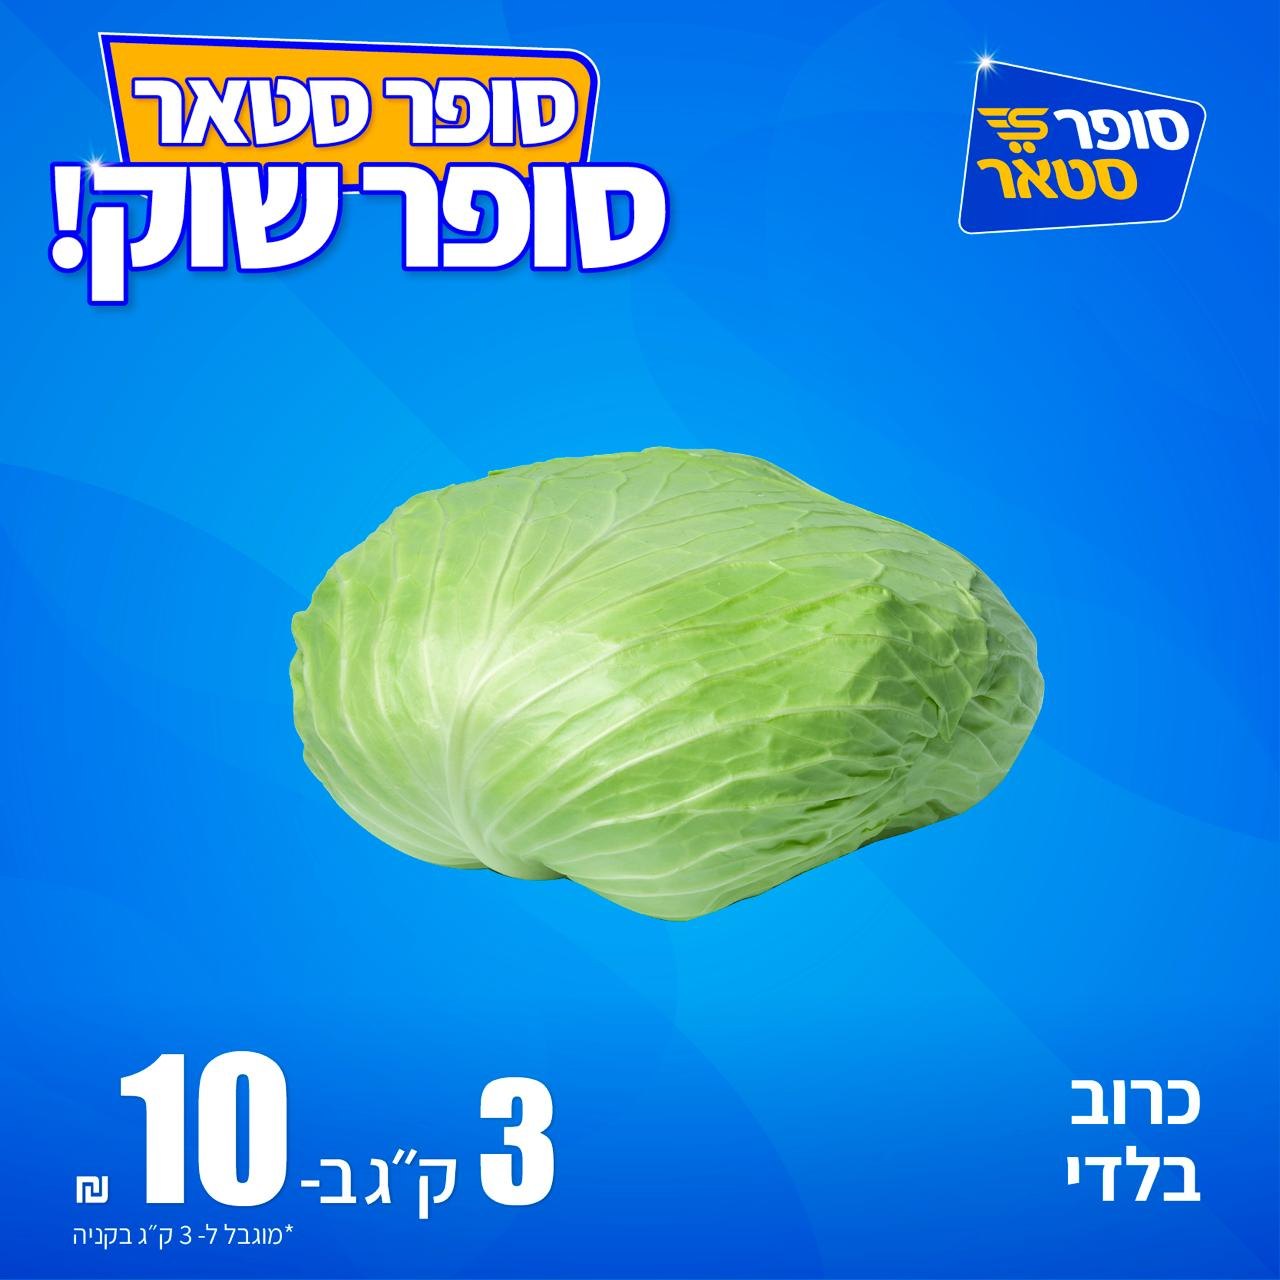 סופר סטאר
סופר שוק!
סופר
סטאר
כרוב
בלדי
3 ק״ג ב- 10 ₪
*מוגבל ל- 3 ק״ג בקניה